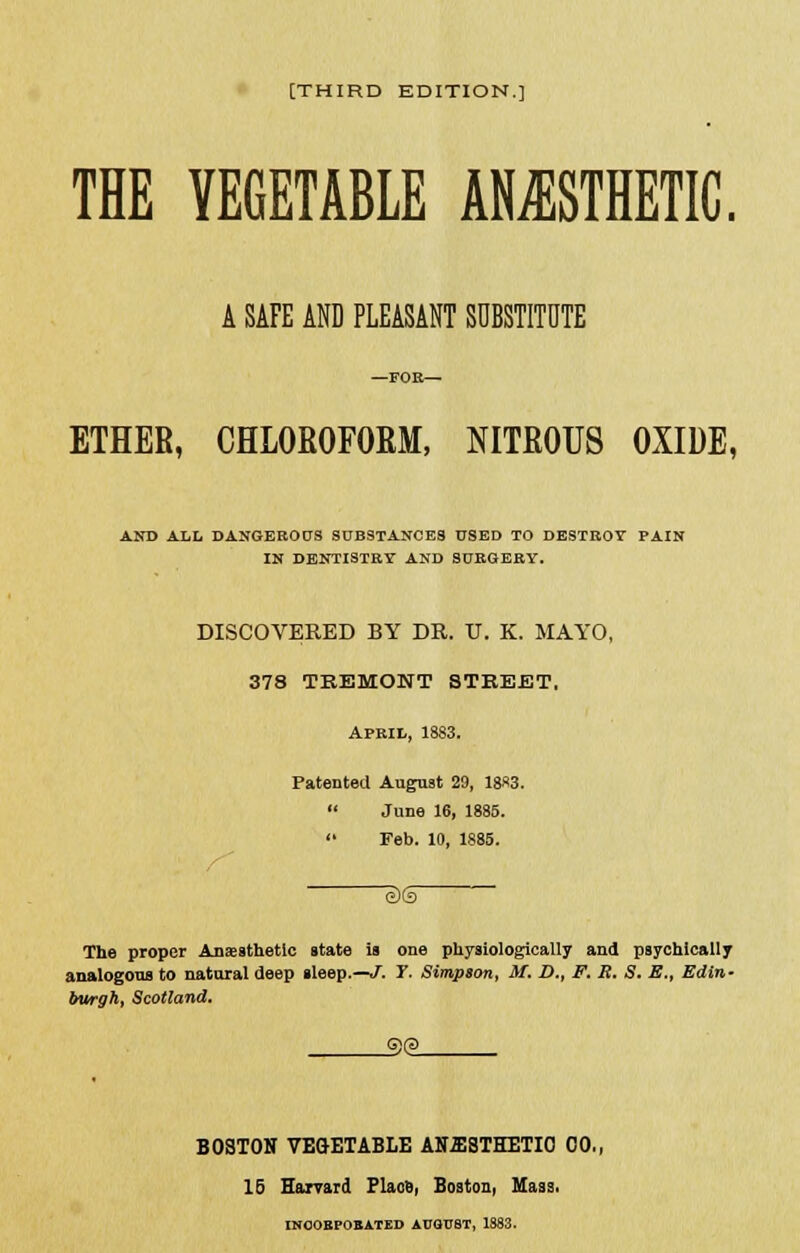 [THIRD EDITION.]
THE VEGETABLE ANÆSTHETIC.
A SAFE AND PLEASANT SUBSTITUTE
—FOR—
ETHER, CHLOROFORM, NITROUS OXIDE,
AND ALL DANGEROUS SUBSTANCES USED TO DESTROY PAIN
IN DENTISTRY AND SURGERY.
DISCOVERED BY DR. U. K. MAYO,
378 TREMONT STREET,
APRIL, 1883.
Patented August 29, 1883.
" June 16, 1885.
" Feb. 10, 1885.
The proper Anæsthetic state is one physiologically and psychically
analogous to natural deep sleep.—J. Y. Simpson, M. D., F. R. S. E., Edin-
burgh, Scotland.
BOSTON VEGETABLE ANÆSTHETIC CO.,
15 Harvard Place, Boston, Mass.
INCORPORATED AUGUST, 1883.